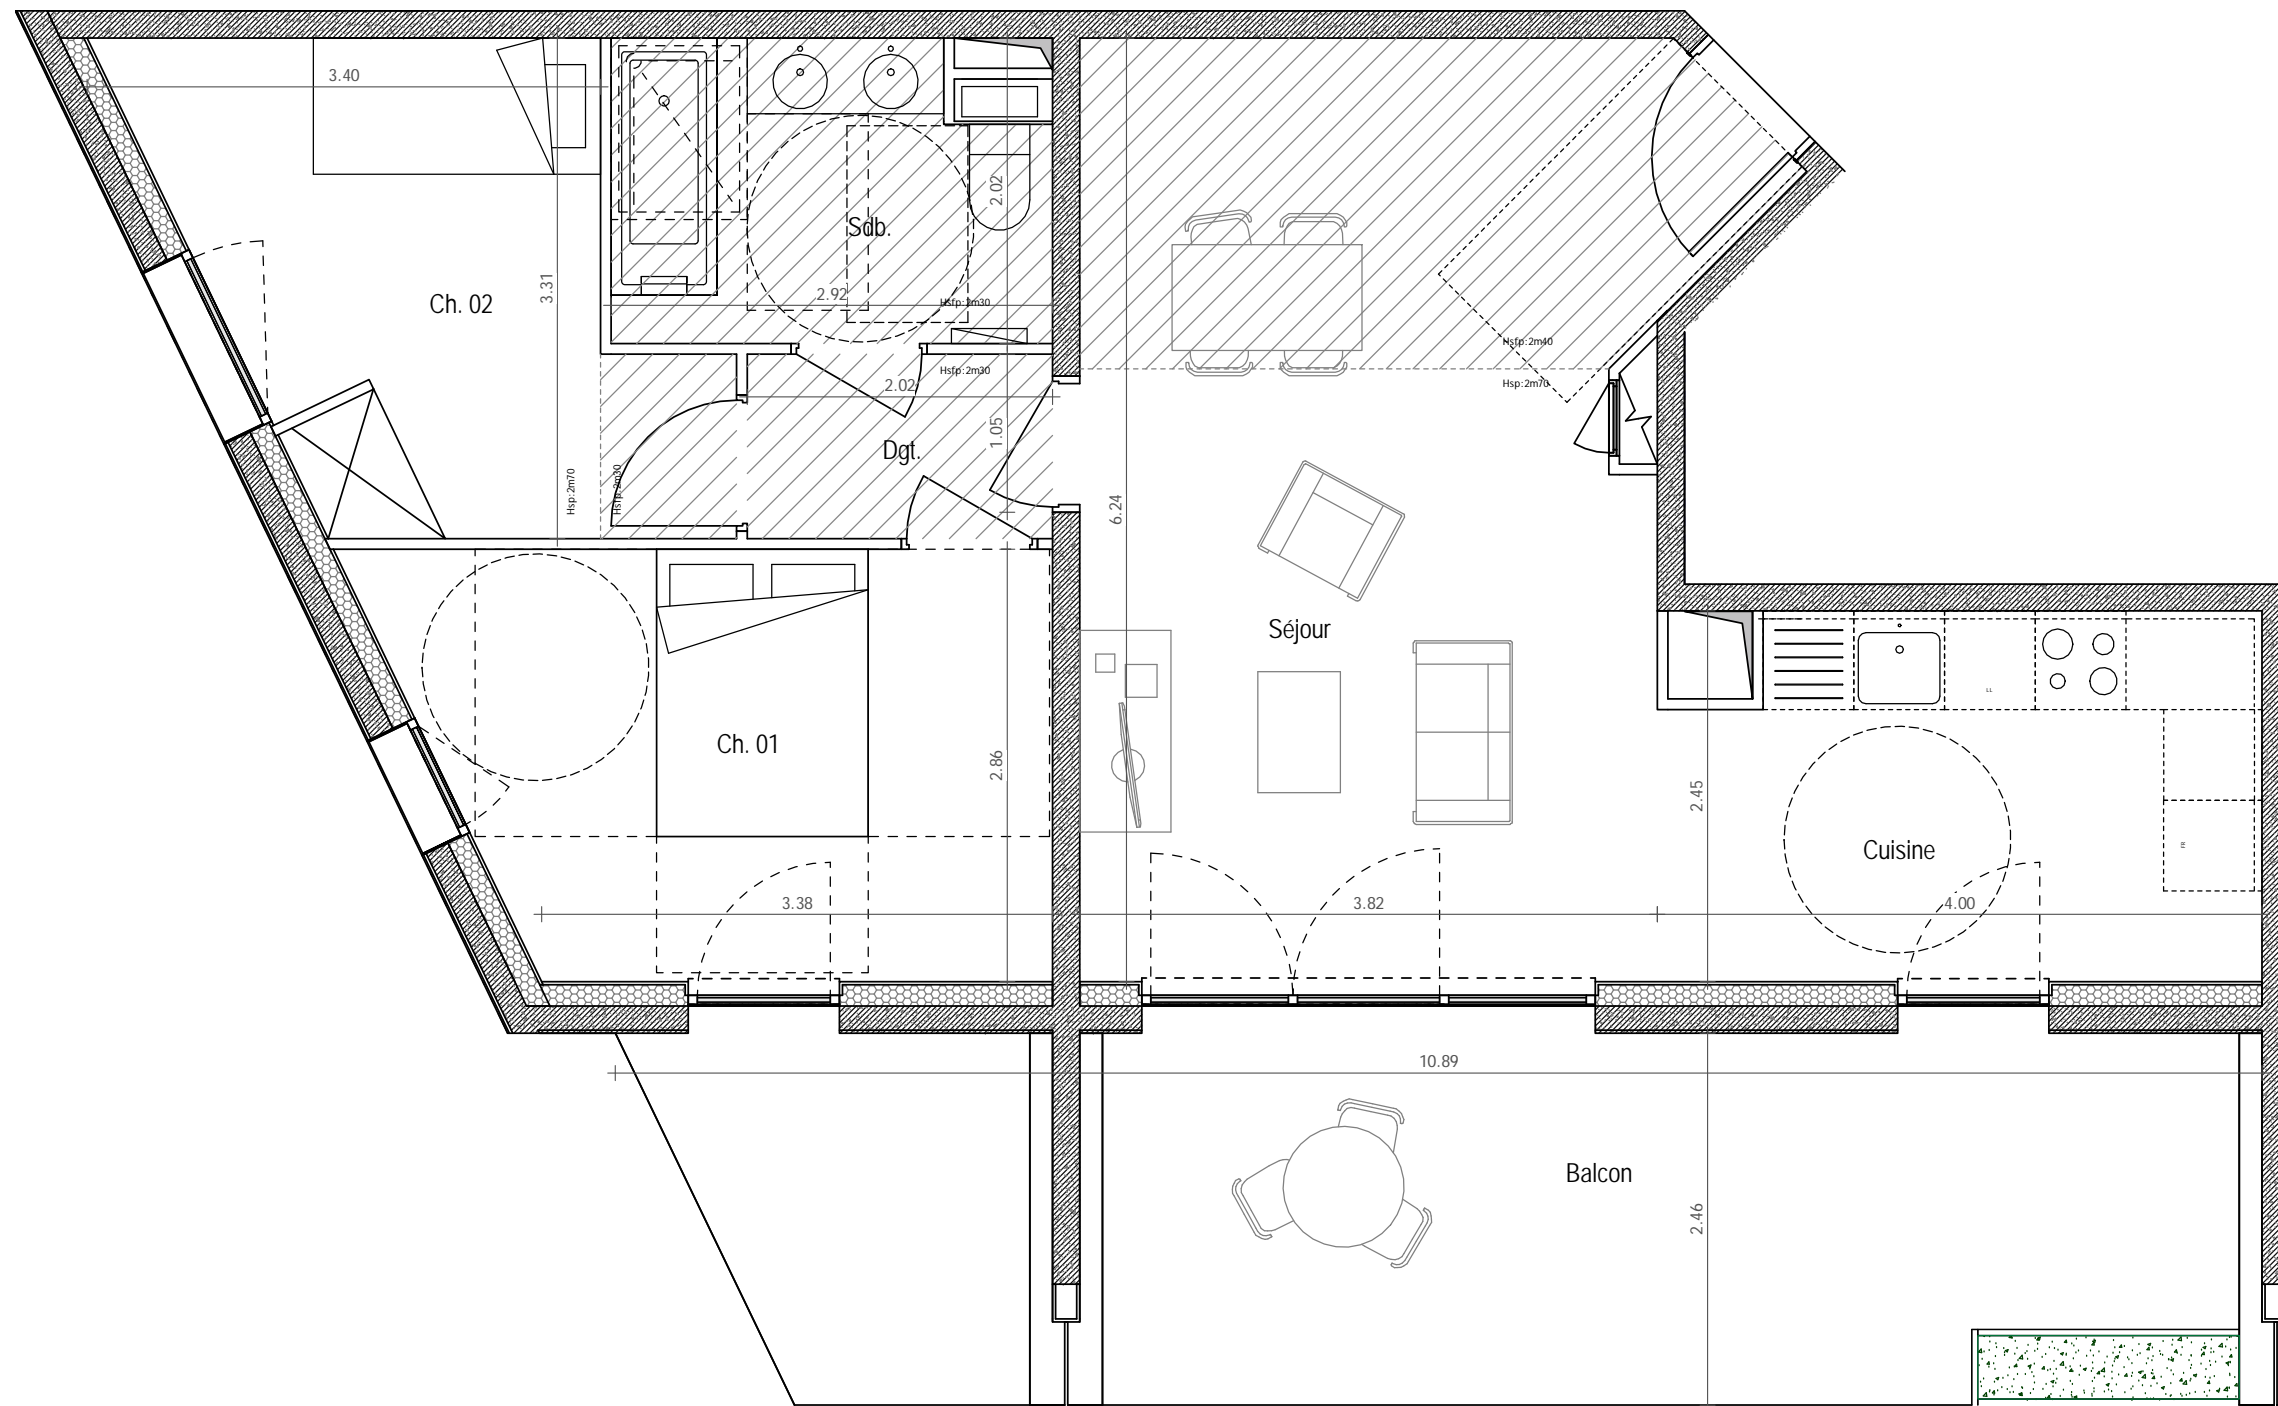 3.40
2.02
Sdb.
3.31
2.92
Hsfp:2m30
Ch. 02
Hsfp:2m40
Hsfp:2m30
Hsp:2m70
2.02
1.05
Dgt.
Hsp:2m70
Hsfp:2m30
6.24
Séjour
LL
Ch. 01
2.86
2.45
Cuisine
FR
3.38
3.82
4.00
10.89
Balcon
2.46